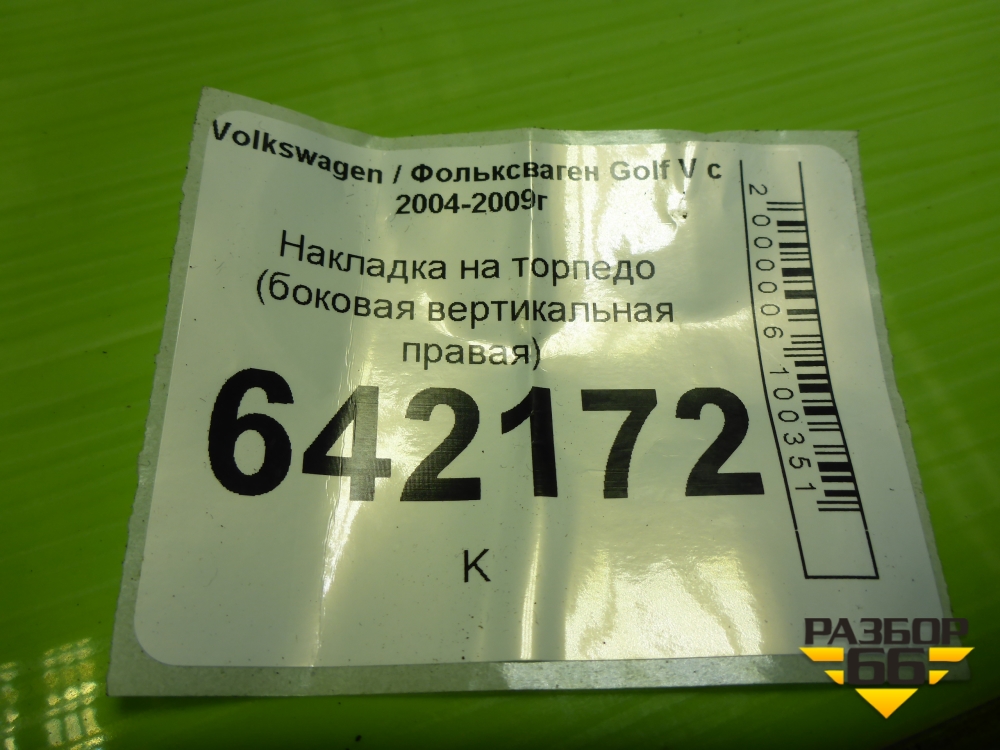 Volkswagen / Фольксваген Golf V с
2004-2009г
Накладка на торпедо
(боковая вертикальная
правая)
642172
К
2000006100351
РАЗБОР
66